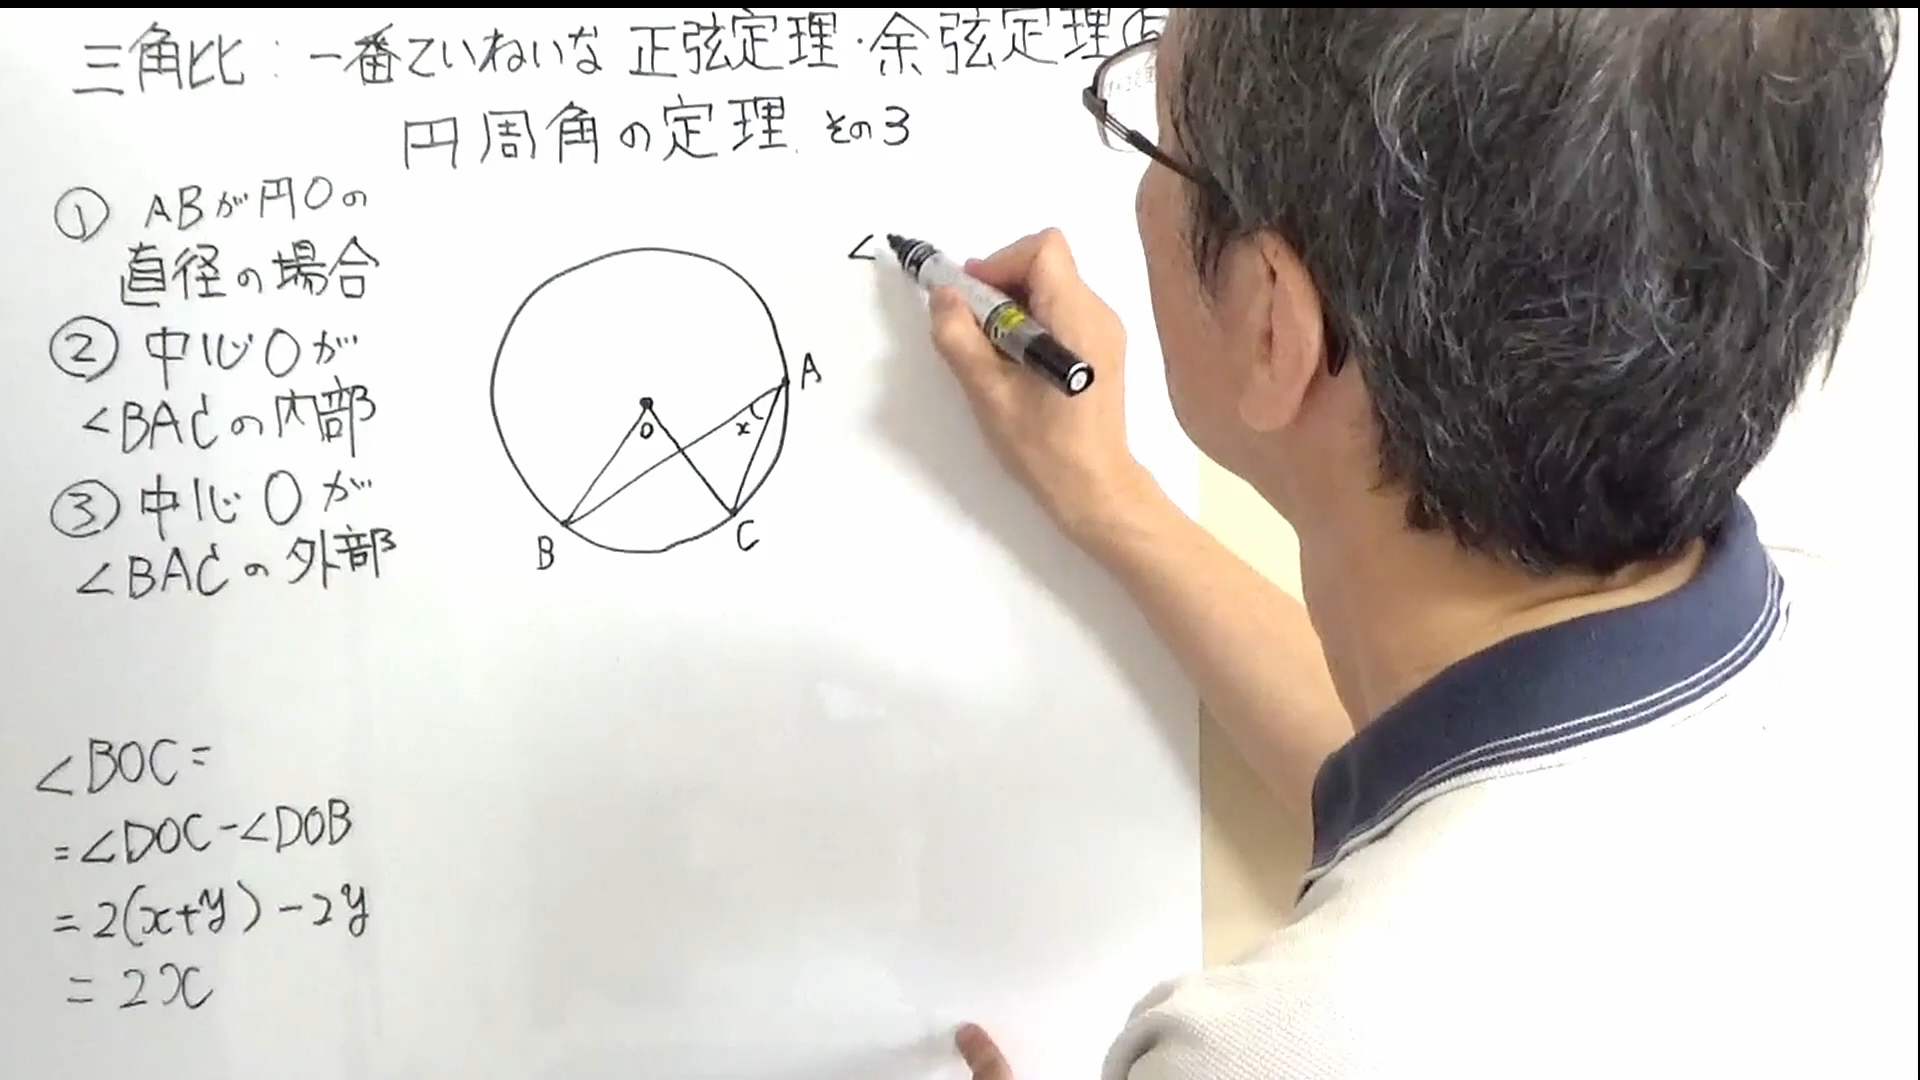 三角比:一番ていねいな 正弦定理・余弦定理
円周角の定理 その3
① ABが円Oの
直径の場合
② 中心Oが
∠BACの内部
③ 中心Oが
∠BACの外部
A
O
x
B
C
∠
∠BOC=
=∠DOC-∠DOB
=2(x+y)-2y
=2x